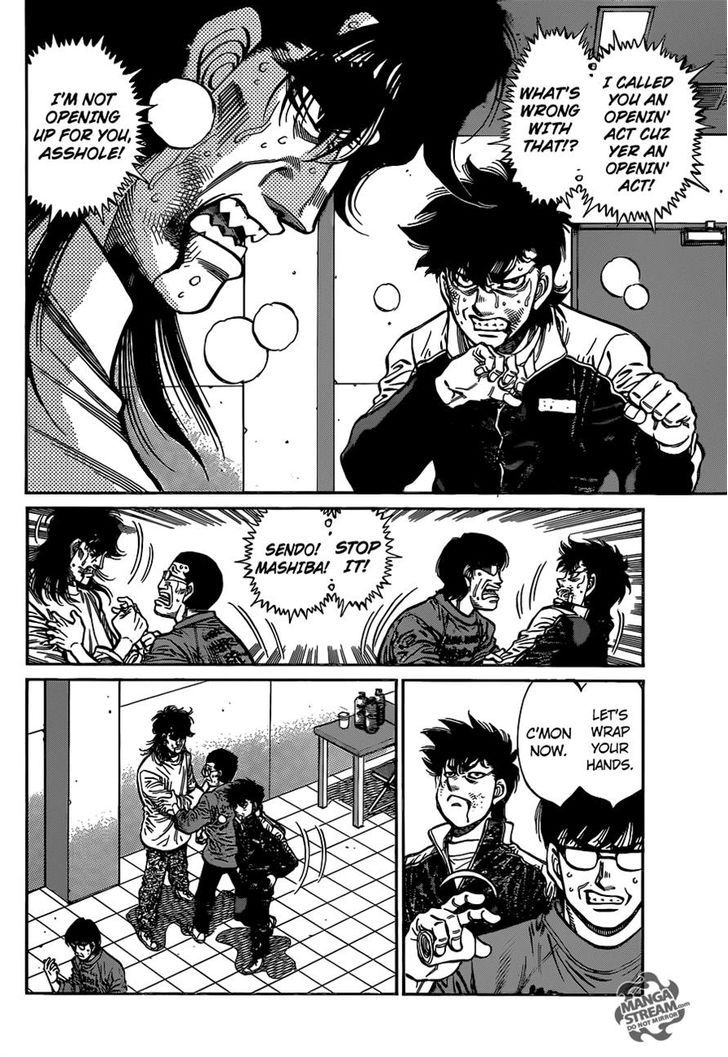 I CALLED
YOU AN
OPENIN'
ACT CUZ
YER AN
OPENIN'
ACT!
WHAT'S
WRONG
WITH
THAT!?
I'M NOT
OPENING
UP FOR YOU,
ASSHOLE!
STOP
IT!
SENDO!
MASHIBA!
LET'S
WRAP
YOUR
HANDS.
C'MON
NOW.
MANGA
STREAM.com
DO NOT MIRROR